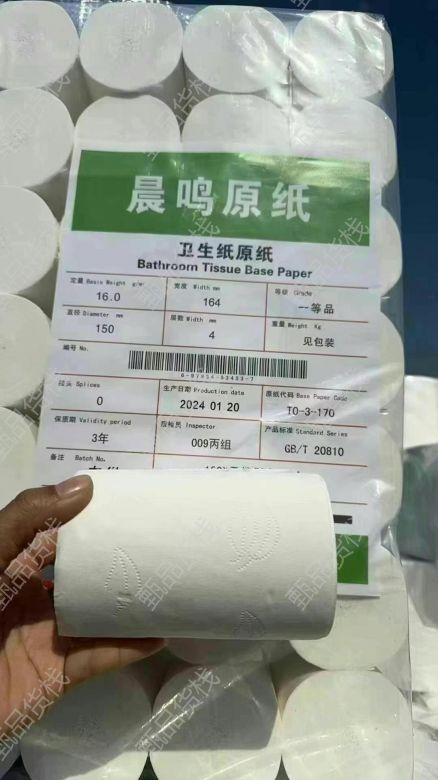 晨鸣原纸
卫生纸原纸
Bathroom Tissue Base Paper
定量 Basis Weight g/m² 宽度 Width mm 等级 Grade
16.0 164 一等品
直径 Diameter mm 层数 Width mm 重量 Weight Kg
150 4 见包装
编号 No.
接头 Splices 生产日期 Production date 原纸代码 Base Paper Code
0 2024 01 20 TO-3-170
保质期 Validity period 检验员 Inspector 产品标准 Standard Series
3年 009丙组 GB/T 20810
备注 Batch No.
甄品货栈